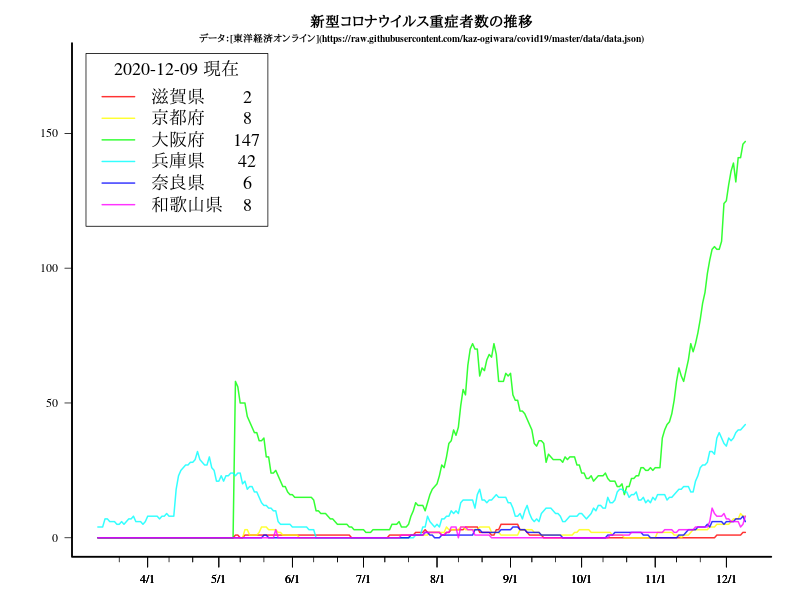 新型コロナウイルス重症者数の推移
データ:[東洋経済オンライン](https://raw.githubusercontent.com/kaz-ogiwara/covid19/master/data/data.json)
2020-12-09 現在
滋賀県 2
京都府 8
大阪府 147
兵庫県 42
奈良県 6
和歌山県 8
150
100
50
0
4/1 5/1 6/1 7/1 8/1 9/1 10/1 11/1 12/1